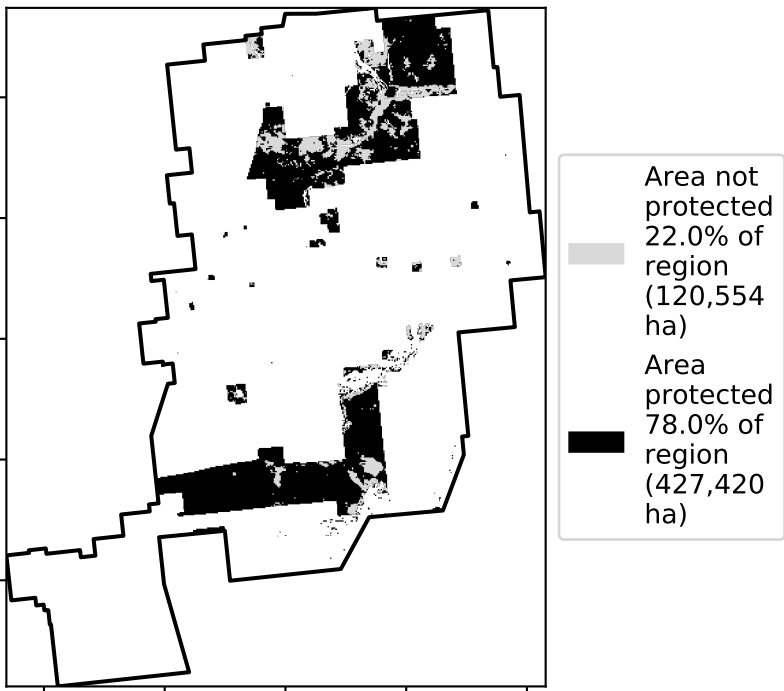 Area not
protected
22.0% of
region
(120,554
ha)
Area
protected
78.0% of
region
(427,420
ha)